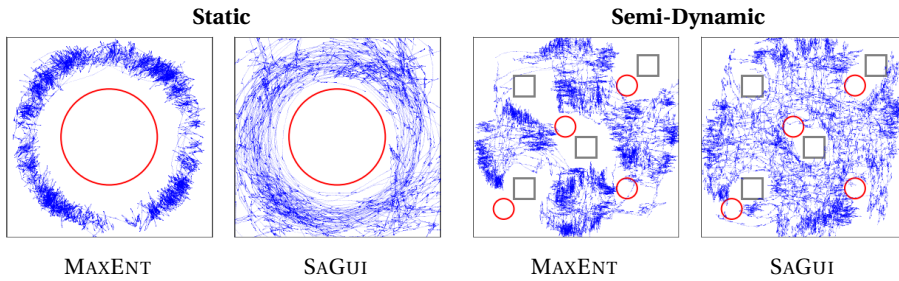 Static
Semi-Dynamic
MAXENT
SAGUI
MAXENT
SAGUI